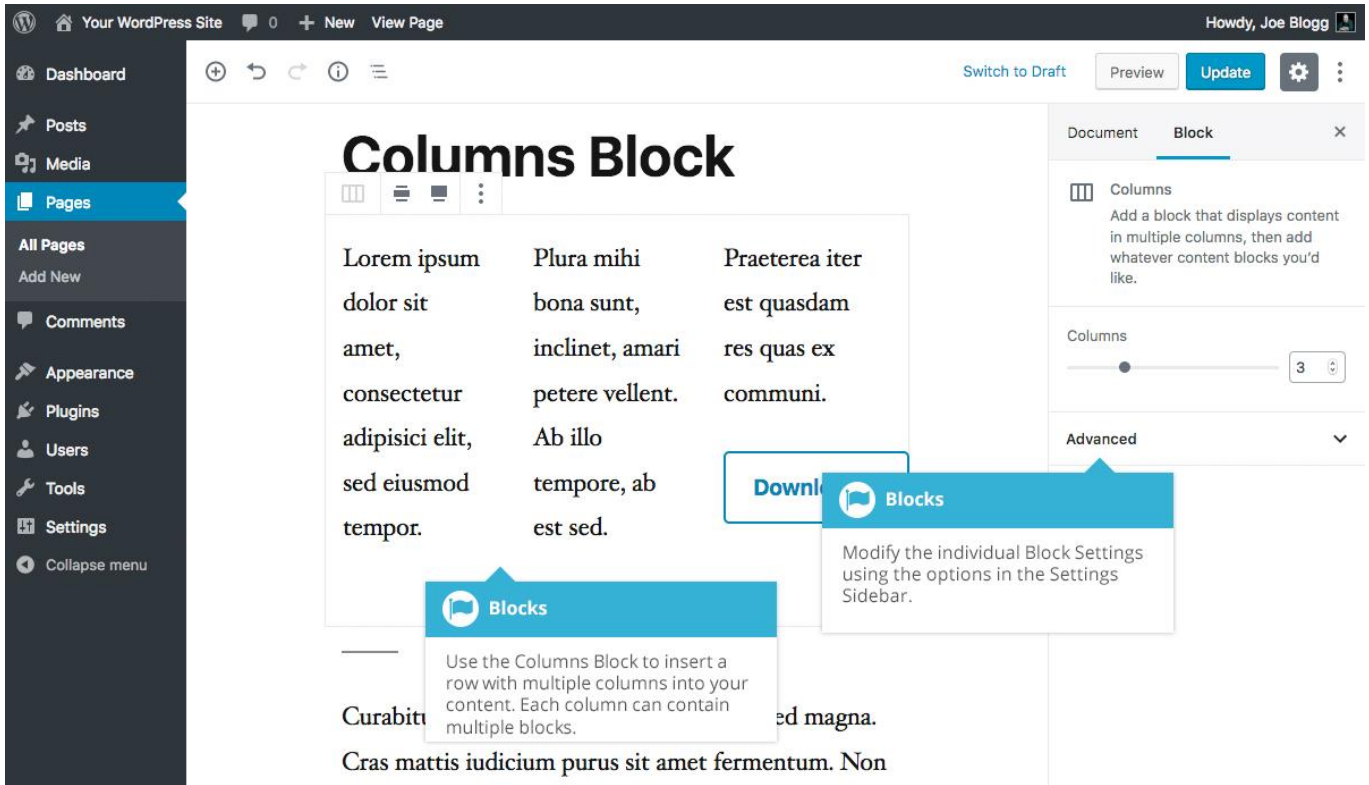 Your WordPress Site 0 New View Page Howdy, Joe Blogg
Dashboard
Posts
Media
Pages
All Pages
Add New
Comments
Appearance
Plugins
Users
Tools
Settings
Collapse menu
Switch to Draft Preview Update
Columns Block
Lorem ipsum
dolor sit
amet,
consectetur
adipisici elit,
sed eiusmod
tempor.
Plura mihi
bona sunt,
inclinet, amari
petere vellent.
Ab illo
tempore, ab
est sed.
Praeterea iter
est quasdam
res quas ex
communi.
Blocks
Use the Columns Block to insert a
row with multiple columns into your
content. Each column can contain
multiple blocks.
ed magna.
Cras mattis iudicium purus sit amet fermentum. Non
Document Block
Columns
Add a block that displays content
in multiple columns, then add
whatever content blocks you'd
like.
Columns
3
Advanced
Blocks
Modify the individual Block Settings
using the options in the Settings
Sidebar.